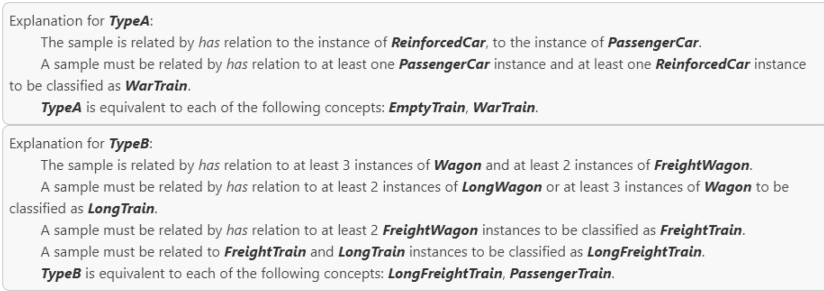 Explanation for TypeA:
The sample is related by has relation to the instance of ReinforcedCar, to the instance of PassengerCar.
A sample must be related by has relation to at least one PassengerCar instance and at least one ReinforcedCar instance
to be classified as WarTrain.
TypeA is equivalent to each of the following concepts: EmptyTrain, WarTrain.
Explanation for TypeB:
The sample is related by has relation to at least 3 instances of Wagon and at least 2 instances of FreightWagon.
A sample must be related by has relation to at least 2 instances of LongWagon or at least 3 instances of Wagon to be
classified as LongTrain.
A sample must be related by has relation to at least 2 FreightWagon instances to be classified as FreightTrain.
A sample must be related to FreightTrain and LongTrain instances to be classified as LongFreightTrain.
TypeB is equivalent to each of the following concepts: LongFreightTrain, PassengerTrain.